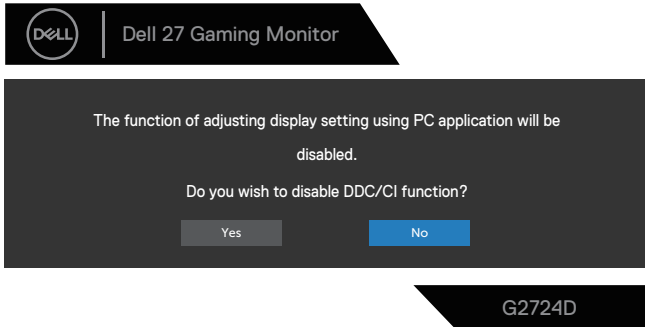 DELL
Dell 27 Gaming Monitor
The function of adjusting display setting using PC application will be
disabled.
Do you wish to disable DDC/CI function?
Yes
No
G2724D